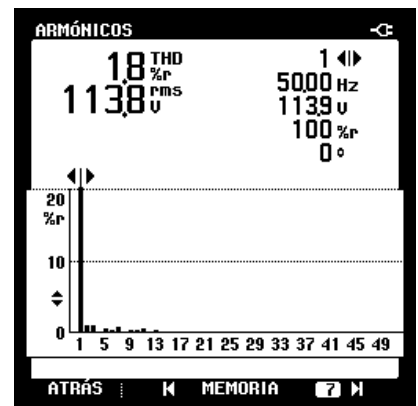 ARMÓNICOS
1,8 THD %r
113,8 rms V
1
50,00 Hz
113,9 V
100 %r
0°
20
%r
10
0
1 5 9 13 17 21 25 29 33 37 41 45 49
ATRÁS MEMORIA 7